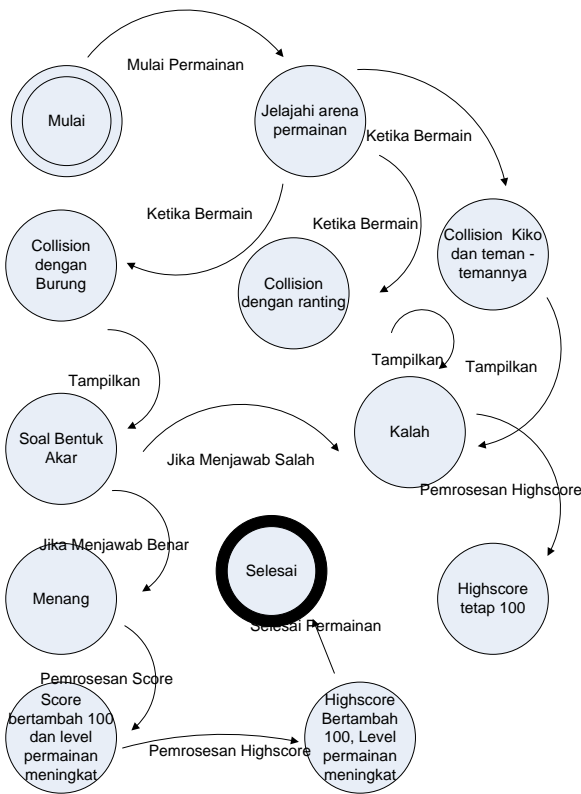 Mulai Permainan
Mulai
Jelajahi arena
permainan
Ketika Bermain
Ketika Bermain
Ketika Bermain
Collision
dengan
Burung
Collision
dengan ranting
Collision Kiko
dan teman -
temannya
Tampilkan
Tampilkan
Tampilkan
Soal Bentuk
Akar
Jika Menjawab Salah
Kalah
Pemrosesan Highscore
Jika Menjawab Benar
Menang
Selesai
Highscore
tetap 100
Selesai Permainan
Pemrosesan Score
Score
bertambah 100
dan level
permainan
meningkat
Pemrosesan Highscore
Highscore
Bertambah
100, Level
permainan
meningkat